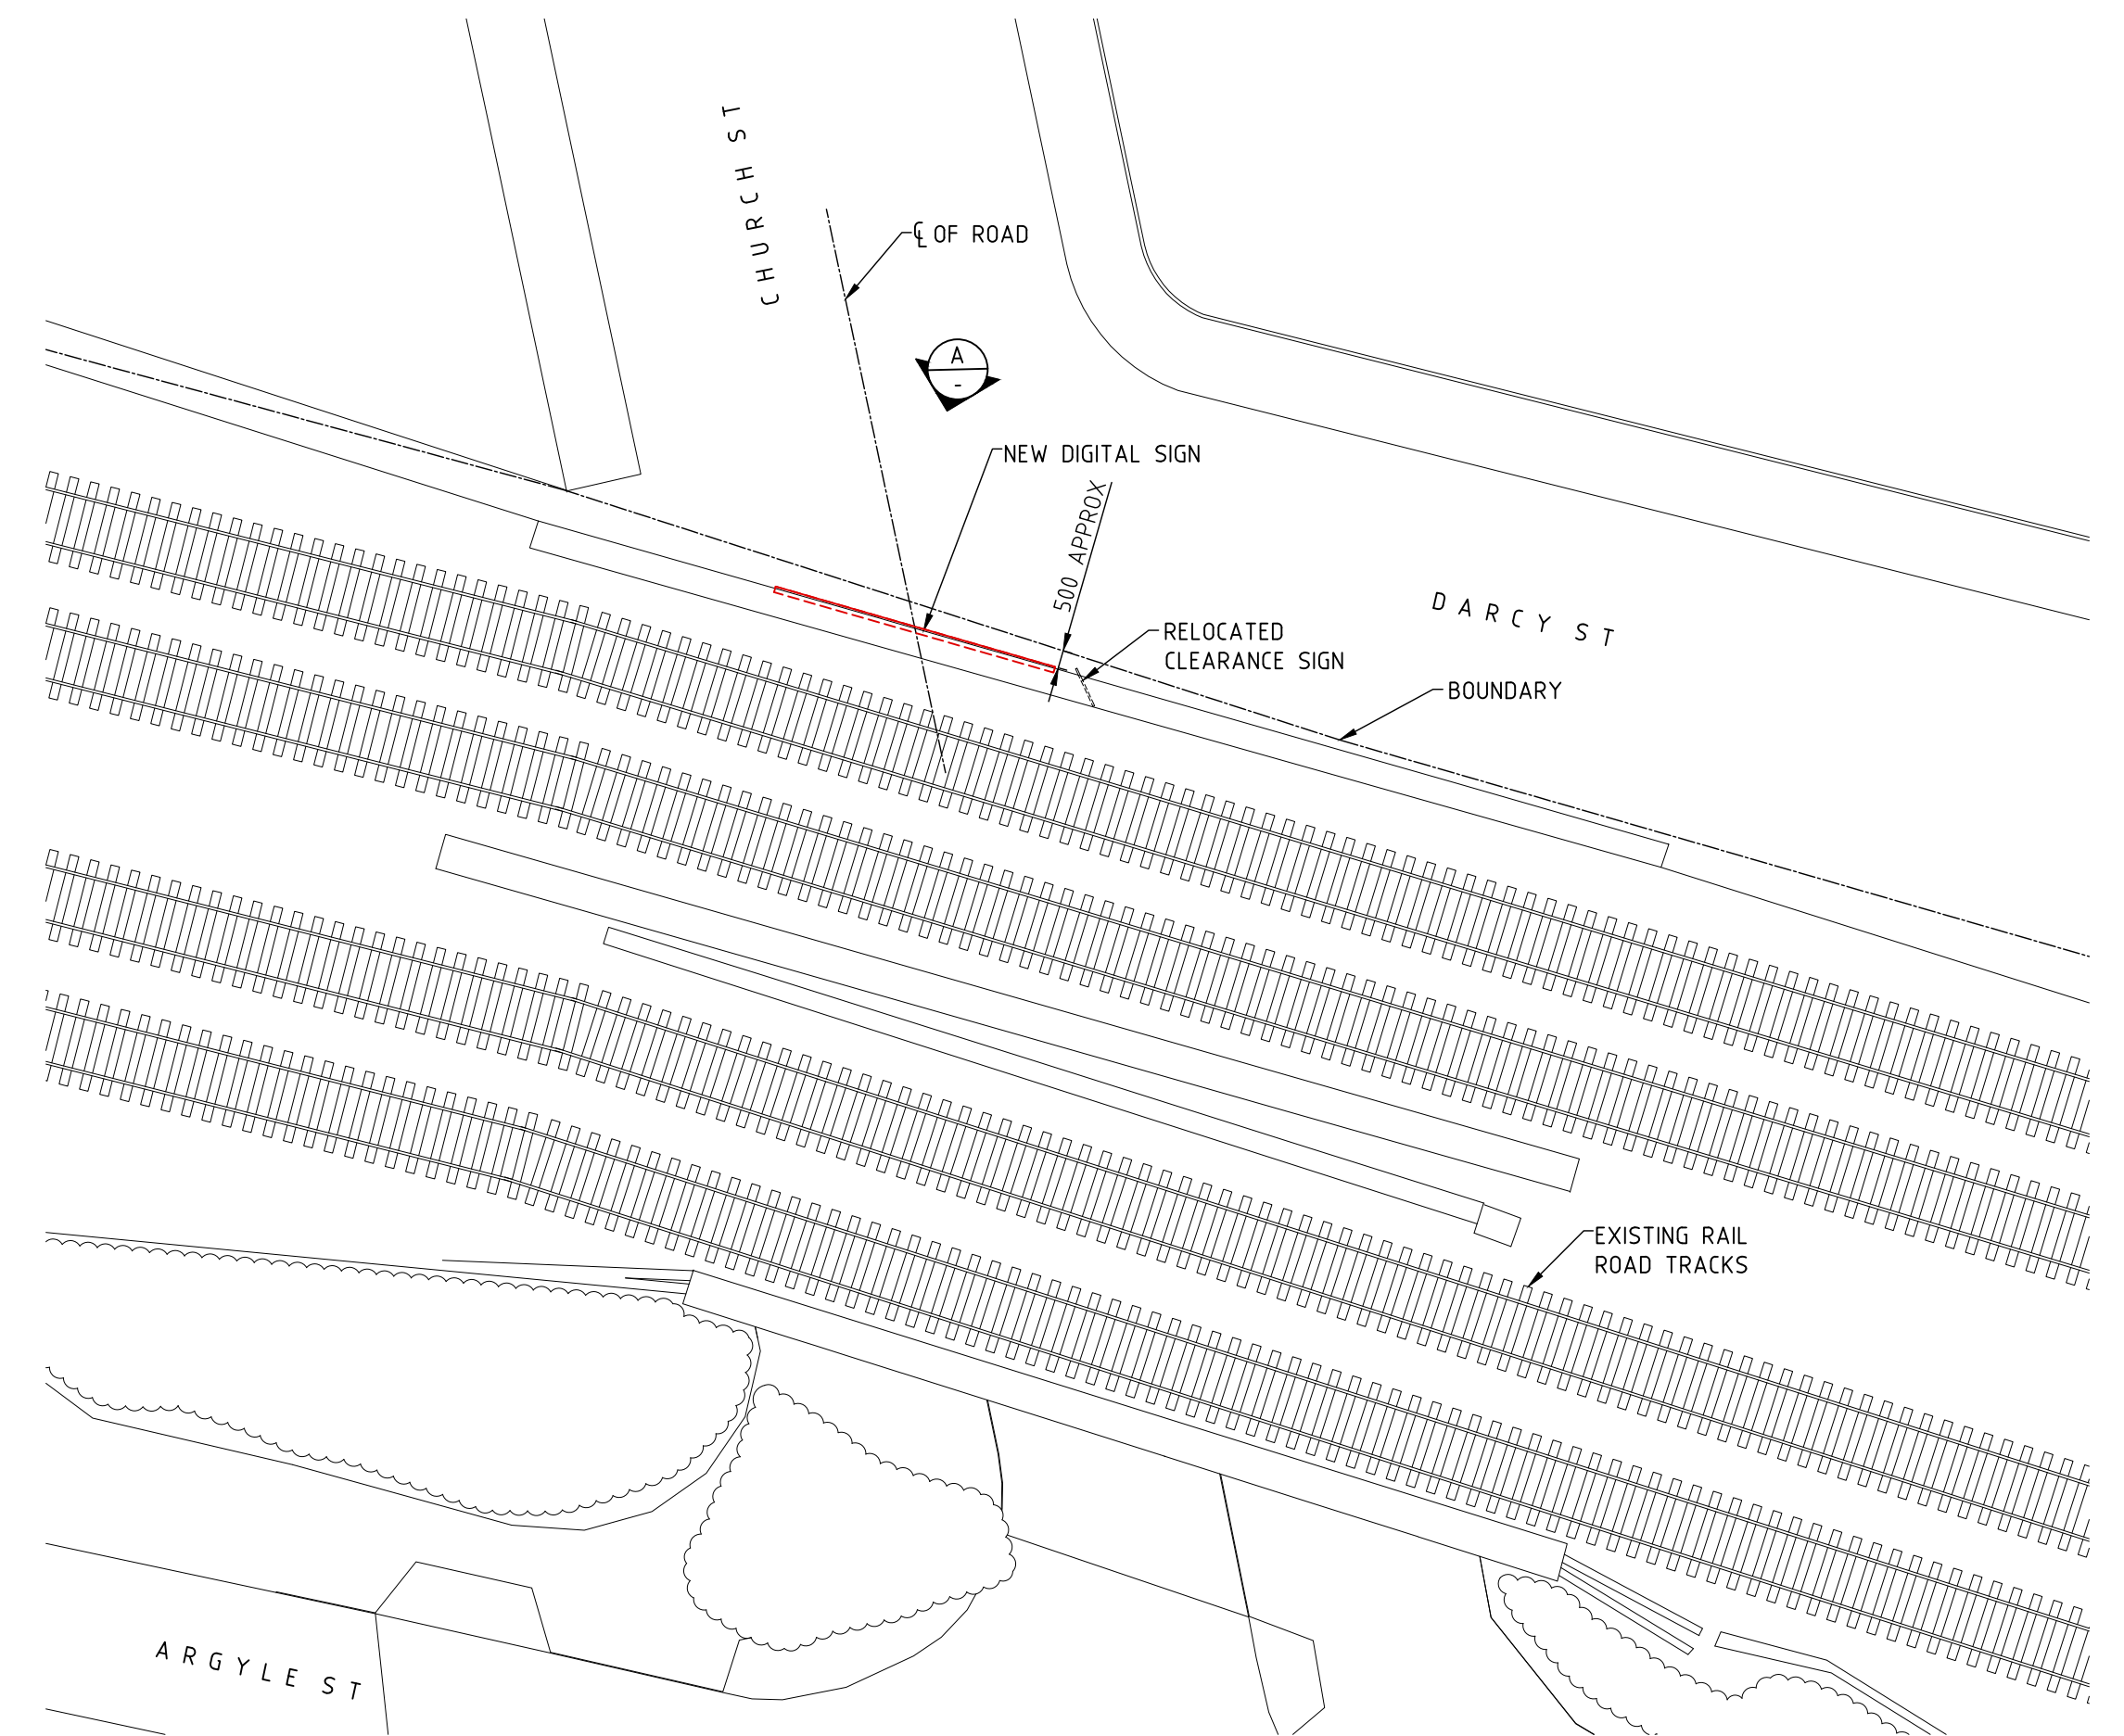 CHURCH ST
℄ OF ROAD
A
-
NEW DIGITAL SIGN
500 APPROX
DARCY ST
RELOCATED
CLEARANCE SIGN
BOUNDARY
EXISTING RAIL
ROAD TRACKS
ARGYLE ST